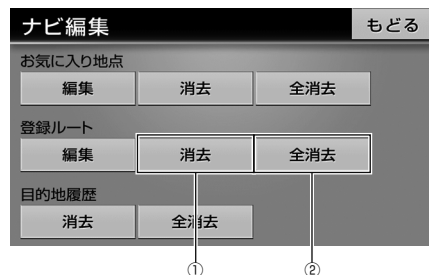 ナビ編集 もどる
お気に入り地点
編集 消去 全消去
登録ルート
編集 消去 全消去
目的地履歴
消去 全消去
① ②